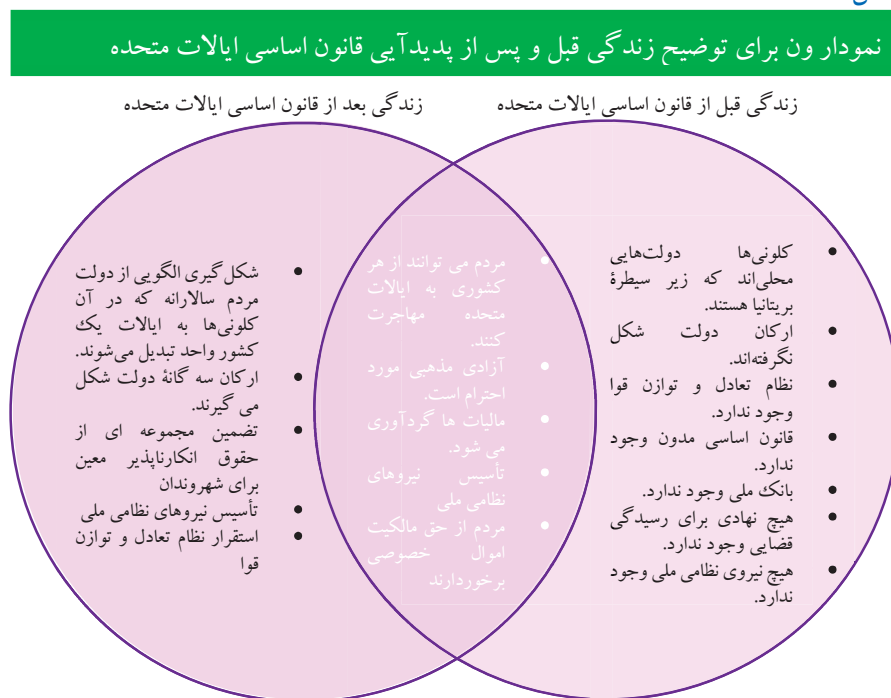 نمودار ون برای توضیح زندگی قبل و پس از پدیدآیی قانون اساسی ایالات متحده
زندگی قبل از قانون اساسی ایالات متحده
کلونی‌ها دولت‌هایی
محلی‌اند که زیر سیطرۀ
بریتانیا هستند.
ارکان دولت شکل
نگرفته‌اند.
نظام تعادل و توازن قوا
وجود ندارد.
قانون اساسی مدون وجود
ندارد.
بانک ملی وجود ندارد.
هیچ نهادی برای رسیدگی
قضایی وجود ندارد.
هیچ نیروی نظامی ملی وجود
ندارد.
مردم می توانند از هر
کشوری به ایالات
متحده مهاجرت
کنند.
آزادی مذهبی مورد
احترام است.
مالیات ها گردآوری
می شود.
تأسیس نیروهای
نظامی ملی
مردم از حق مالکیت
اموال خصوصی
برخوردارند
زندگی بعد از قانون اساسی ایالات متحده
شکل‌گیری الگویی از دولت
مردم سالارانه که در آن
کلونی‌ها به ایالات یک
کشور واحد تبدیل می‌شوند.
ارکان سه گانۀ دولت شکل
می گیرند.
تضمین مجموعه ای از
حقوق انکارناپذیر معین
برای شهروندان
تأسیس نیروهای نظامی ملی
استقرار نظام تعادل و توازن
قوا